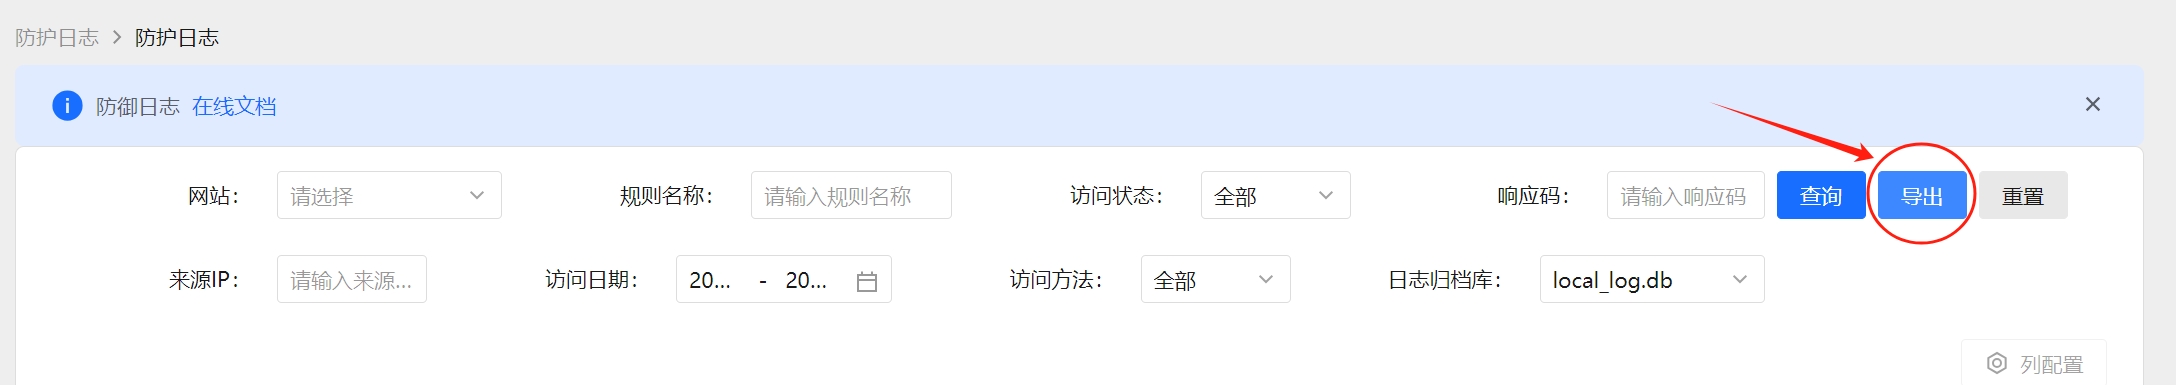 防护日志 > 防护日志
防御日志 在线文档
网站： 请选择 规则名称： 请输入规则名称 访问状态： 全部 响应码： 请输入响应码 查询 导出 重置
来源IP： 请输入来源... 访问日期： 20... - 20... 访问方法： 全部 日志归档库： local_log.db
列配置